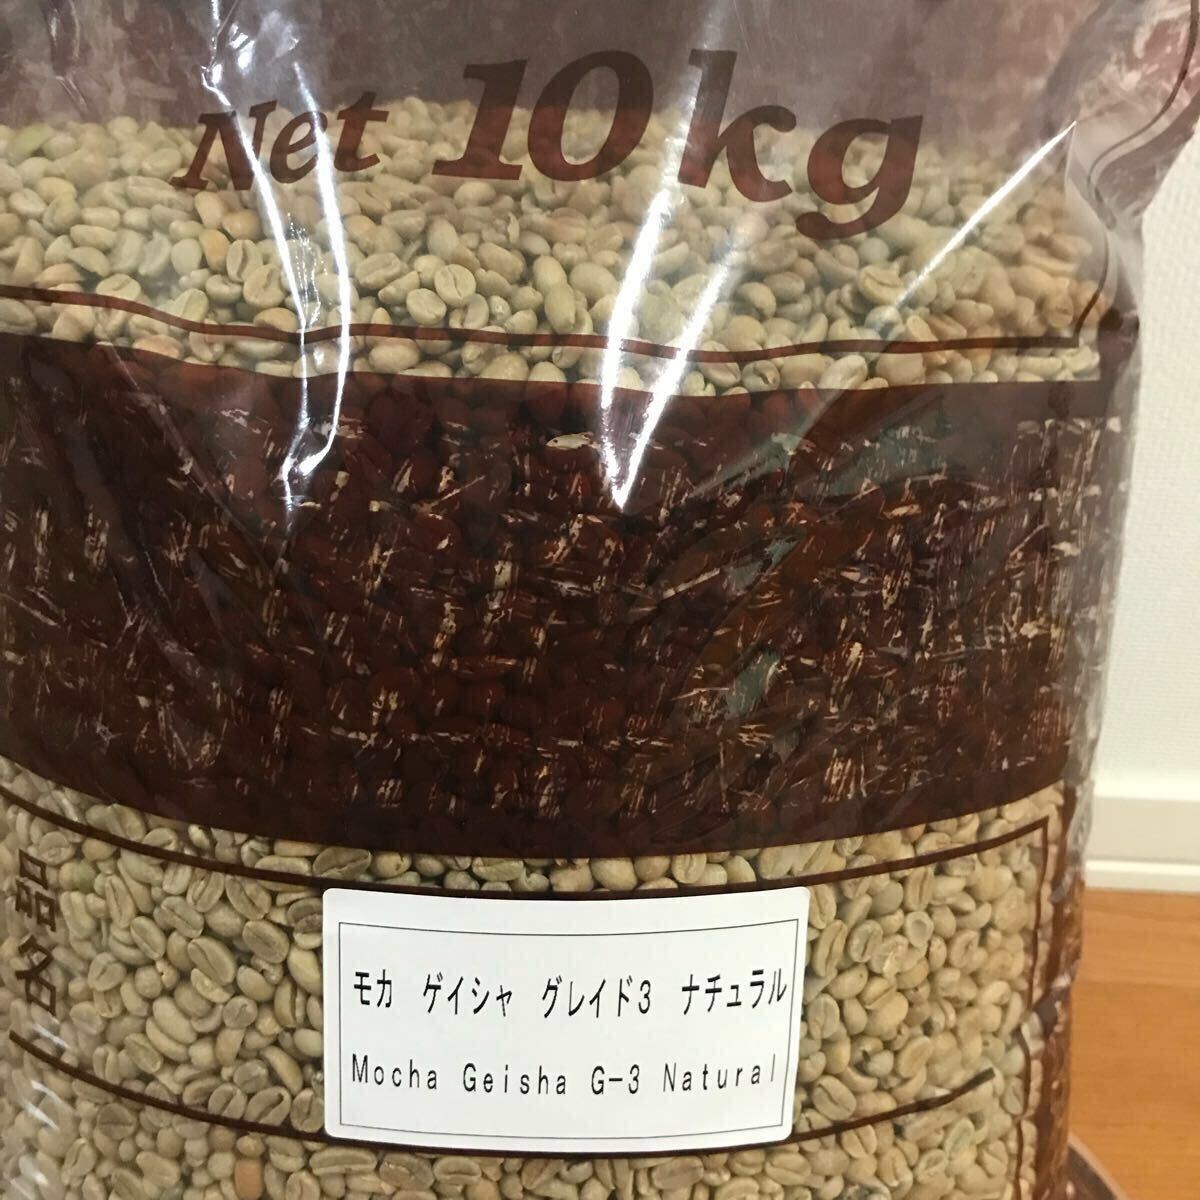 Net 10kg
品名
モカ ゲイシャ グレイド3 ナチュラル
Mocha Geisha G-3 Natural